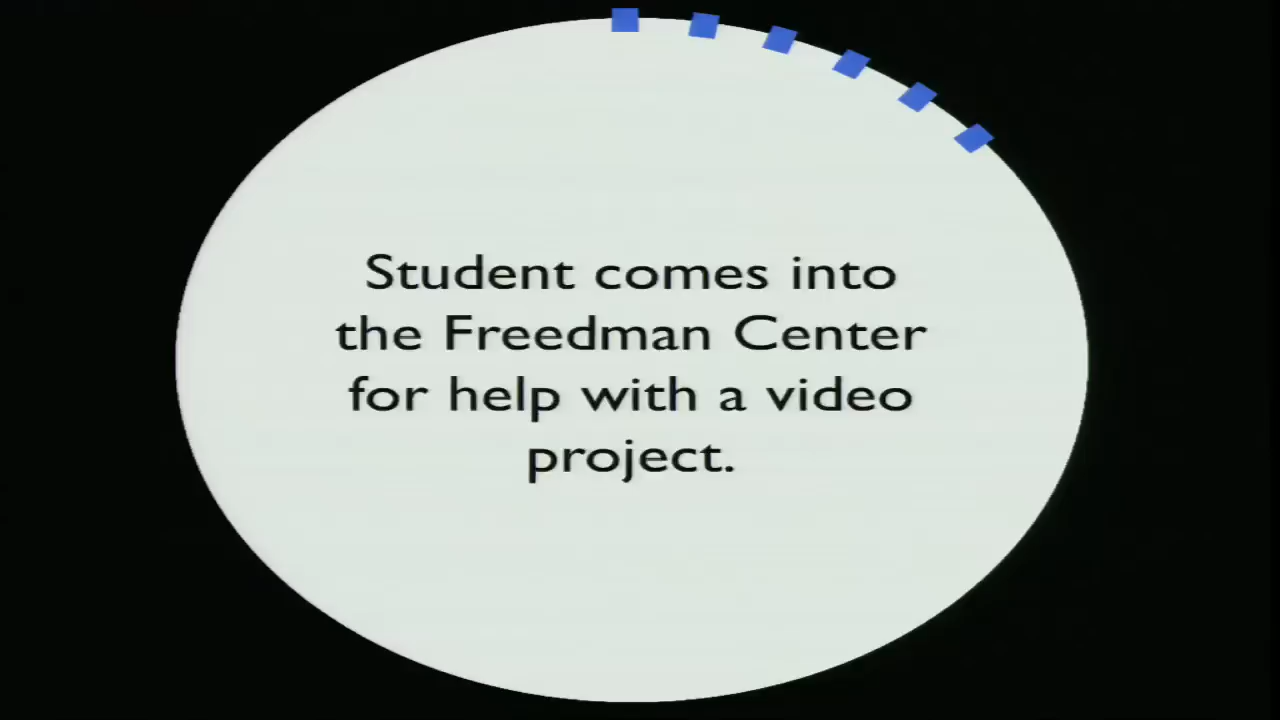 Student comes into
the Freedman Center
for help with a video
project.